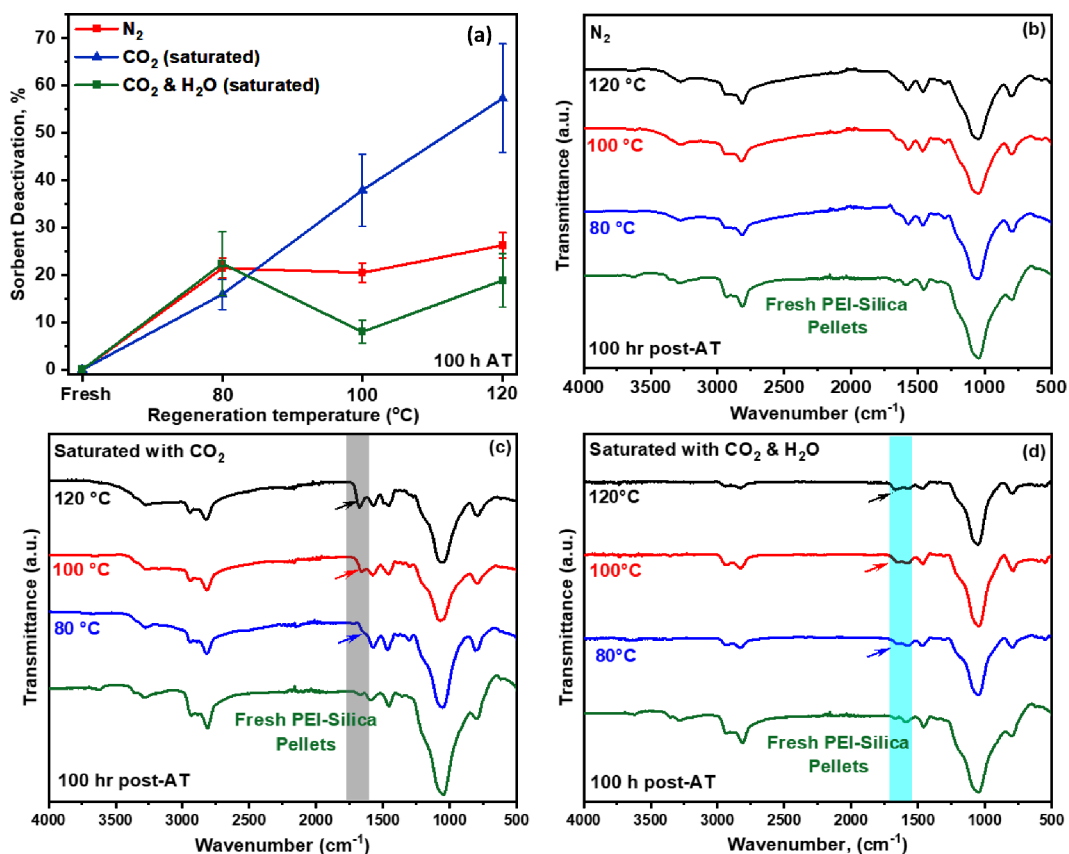 (a)
N₂
CO₂ (saturated)
CO₂ & H₂O (saturated)
Sorbent Deactivation, %
70
60
50
40
30
20
10
0
100 h AT
Fresh
80
100
120
Regeneration temperature (°C)
N₂
(b)
120 °C
100 °C
80 °C
Fresh PEI-Silica
Pellets
100 hr post-AT
Transmittance (a.u.)
4000 3500 3000 2500 2000 1500 1000 500
Wavenumber (cm⁻¹)
Saturated with CO₂
(c)
120 °C
100 °C
80 °C
Fresh PEI-Silica
Pellets
100 hr post-AT
Transmittance (a.u.)
4000 3500 3000 2500 2000 1500 1000 500
Wavenumber (cm⁻¹)
Saturated with CO₂ & H₂O
(d)
120°C
100°C
80°C
Fresh PEI-Silica
Pellets
100 h post-AT
Transmittance (a.u.)
4000 3500 3000 2500 2000 1500 1000 500
Wavenumber, (cm⁻¹)